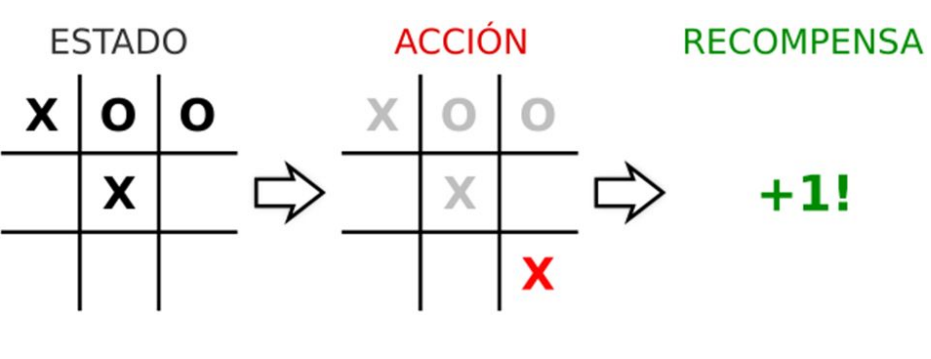 ESTADO ACCIÓN RECOMPENSA
X O O X O O
X X +1!
X